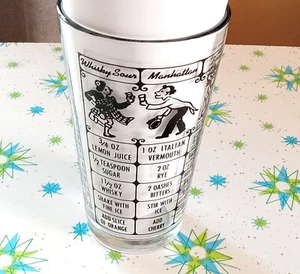 Whisky Sour
3/4 OZ
LEMON JUICE
1/2 TEASPOON
SUGAR
1 1/2 OZ
WHISKY
SHAKE WITH
FINE ICE
ADD SLICE
OF ORANGE
Manhattan
1 OZ ITALIAN
VERMOUTH
2 OZ
RYE
2 DASHES
BITTERS
STIR WITH
ICE
ADD
CHERRY